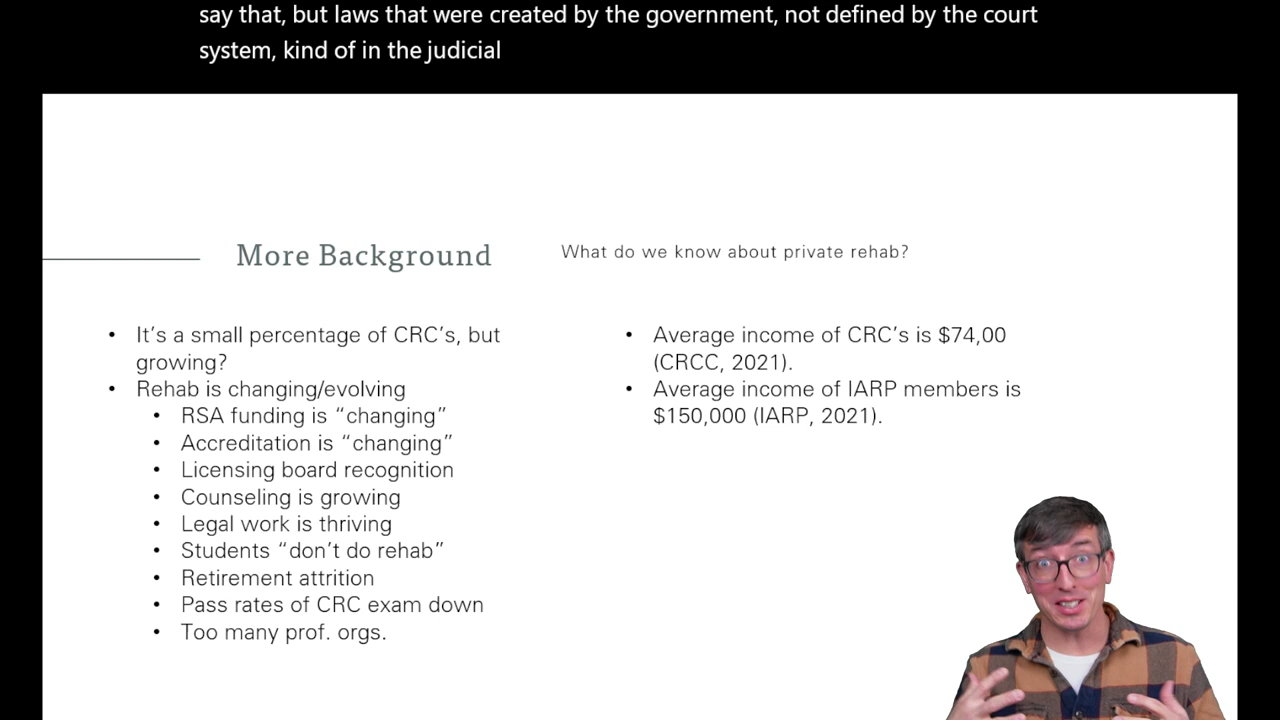 say that, but laws that were created by the government, not defined by the court
system, kind of in the judicial
More Background
What do we know about private rehab?
• It’s a small percentage of CRC’s, but
growing?
• Rehab is changing/evolving
• RSA funding is “changing”
• Accreditation is “changing”
• Licensing board recognition
• Counseling is growing
• Legal work is thriving
• Students “don’t do rehab”
• Retirement attrition
• Pass rates of CRC exam down
• Too many prof. orgs.
• Average income of CRC’s is $74,00
(CRCC, 2021).
• Average income of IARP members is
$150,000 (IARP, 2021).